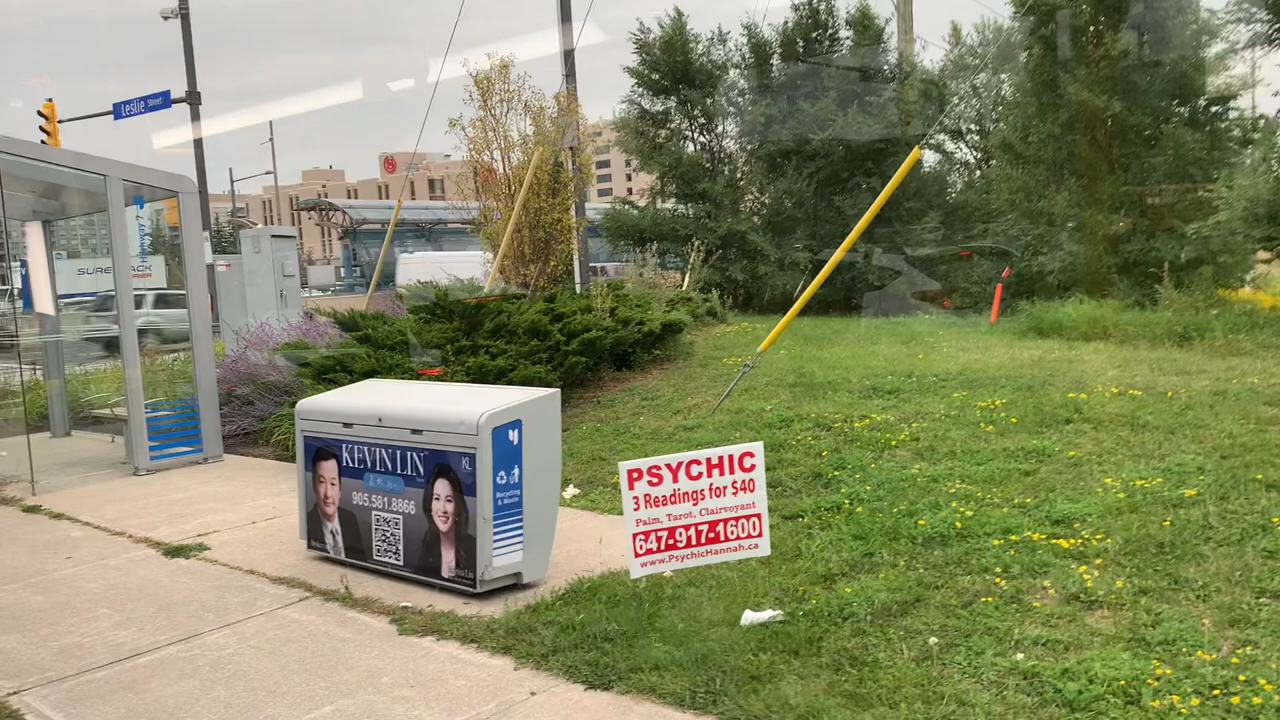 Leslie Street
KEVIN LIN
KL
905.581.8866
Recycling
& Waste
PSYCHIC
3 Readings for $40
Palm, Tarot, Clairvoyant
647-917-1600
www.PsychicHannah.ca